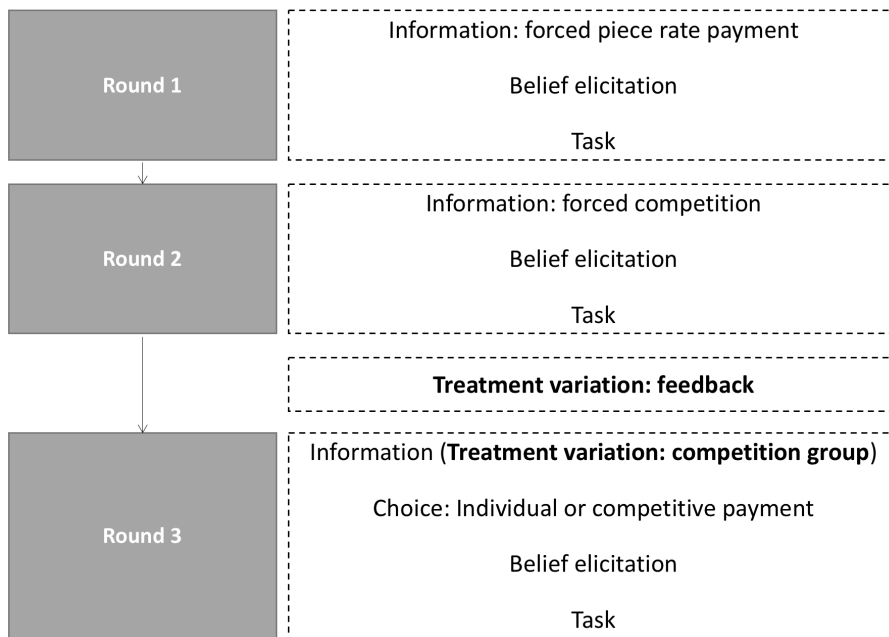 Round 1
Information: forced piece rate payment
Belief elicitation
Task
Round 2
Information: forced competition
Belief elicitation
Task
Treatment variation: feedback
Round 3
Information (Treatment variation: competition group)
Choice: Individual or competitive payment
Belief elicitation
Task